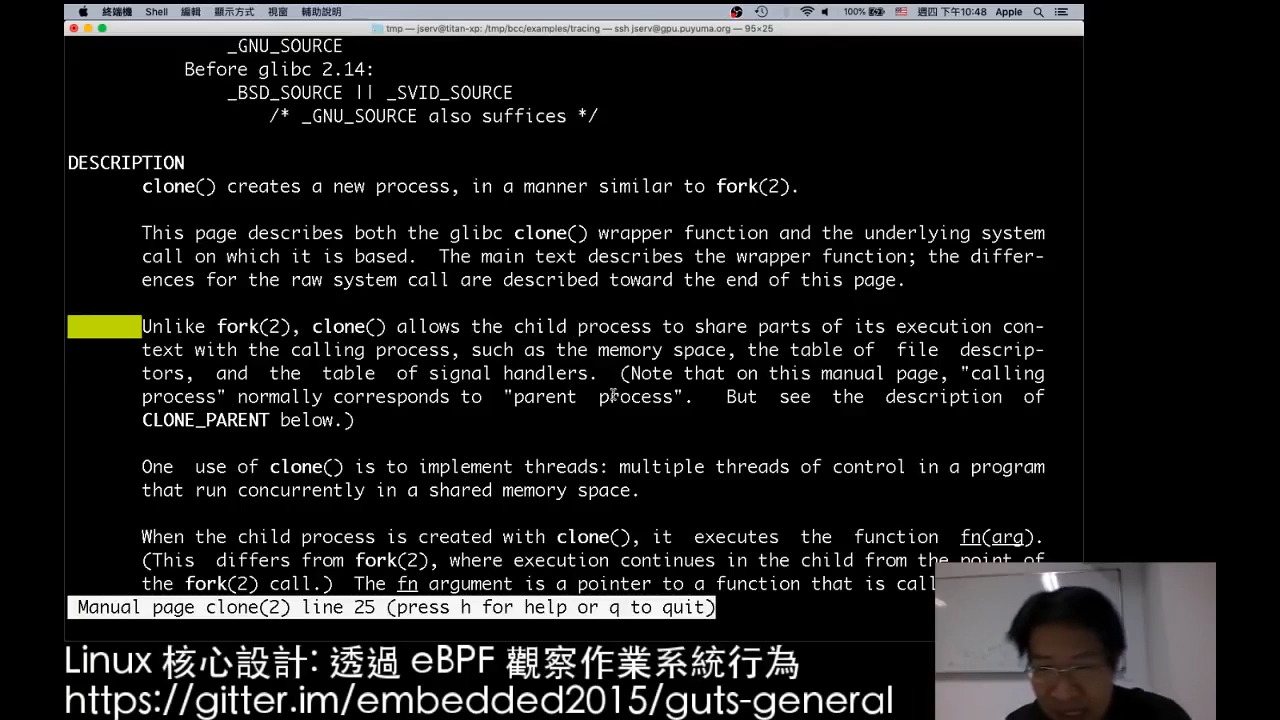 終端機 Shell 編輯 顯示方式 視窗 輔助說明 100% 週四 下午10:48 Apple
tmp — jserv@titan-xp: /tmp/bcc/examples/tracing — ssh jserv@gpu.puyuma.org — 95×25
_GNU_SOURCE
Before glibc 2.14:
_BSD_SOURCE || _SVID_SOURCE
/* _GNU_SOURCE also suffices */
DESCRIPTION
clone() creates a new process, in a manner similar to fork(2).
This page describes both the glibc clone() wrapper function and the underlying system
call on which it is based. The main text describes the wrapper function; the differ-
ences for the raw system call are described toward the end of this page.
Unlike fork(2), clone() allows the child process to share parts of its execution con-
text with the calling process, such as the memory space, the table of file descrip-
tors, and the table of signal handlers. (Note that on this manual page, "calling
process" normally corresponds to "parent process". But see the description of
CLONE_PARENT below.)
One use of clone() is to implement threads: multiple threads of control in a program
that run concurrently in a shared memory space.
When the child process is created with clone(), it executes the function fn(arg).
(This differs from fork(2), where execution continues in the child from the point of
the fork(2) call.) The fn argument is a pointer to a function that is
Manual page clone(2) line 25 (press h for help or q to quit)
Linux 核心設計: 透過 eBPF 觀察作業系統行為
https://gitter.im/embedded2015/guts-general